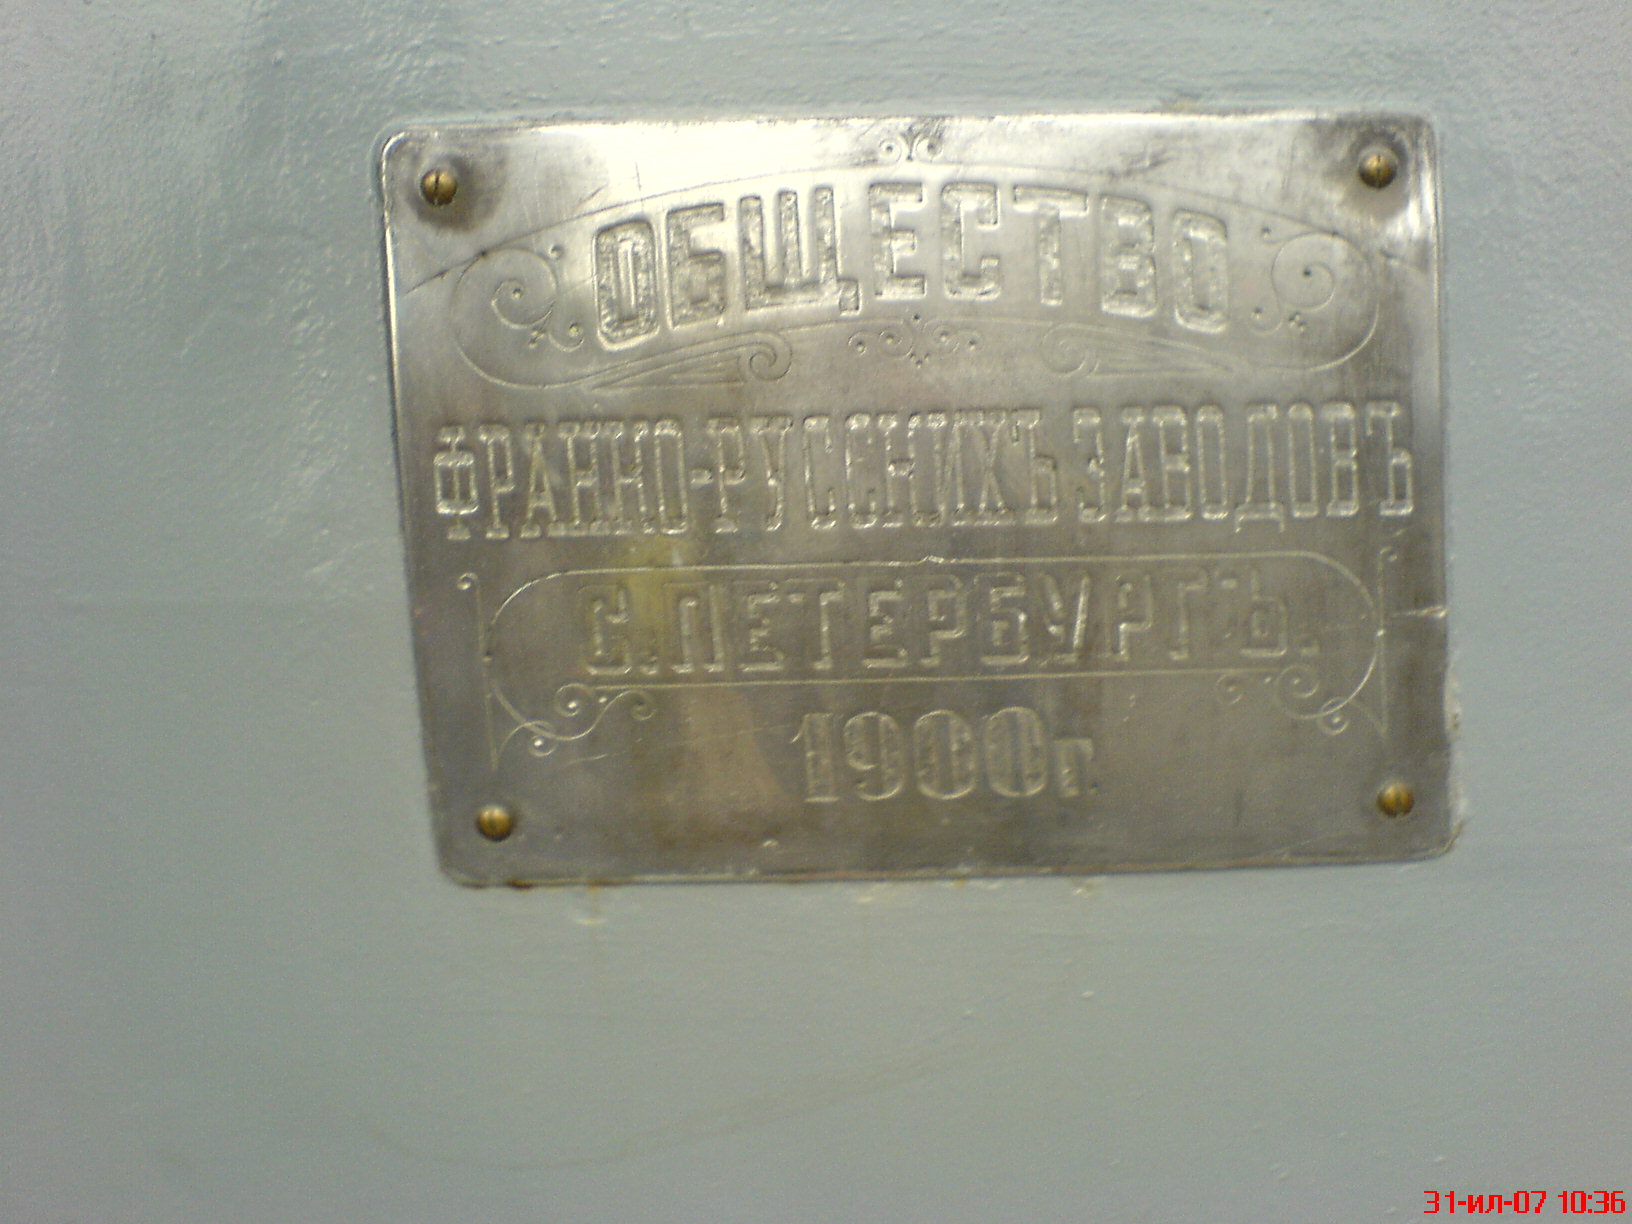 ОБЩЕСТВО
ФРАНКО-РУССКИХЪ ЗАВОДОВЪ
С.ПЕТЕРБУРГЪ.
1900г.
31-ил-07 10:36